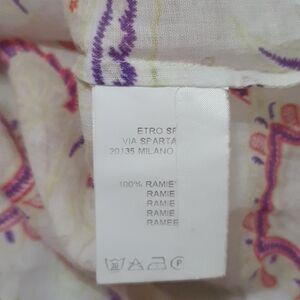 ETRO SP
VIA SPARTA
20135 MILANO
100% RAMIE
RAMIE
RAMIE
RAMIE
RAMEE
P